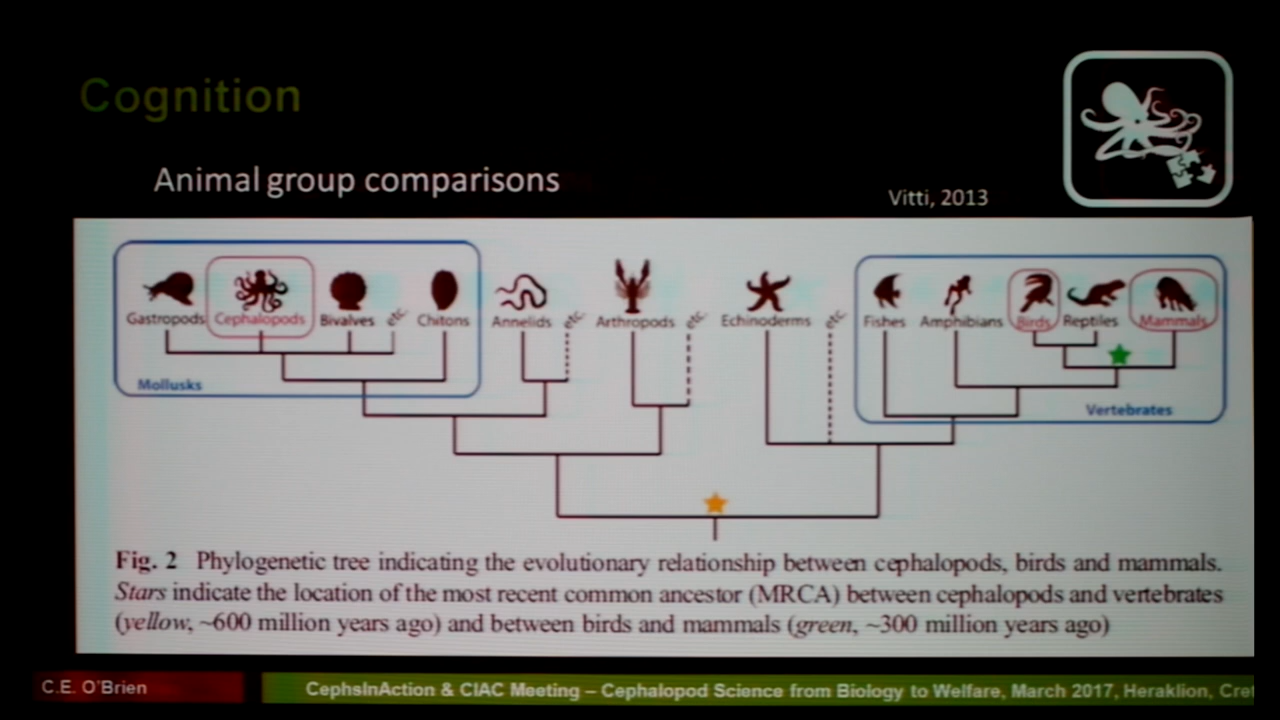 Cognition
Animal group comparisons
Vitti, 2013
Gastropods Cephalopods Bivalves etc Chitons Annelids etc. Arthropods etc. Echinoderms etc. Fishes Amphibians Birds Reptiles Mammals
Mollusks
Vertebrates
Fig. 2 Phylogenetic tree indicating the evolutionary relationship between cephalopods, birds and mammals.
Stars indicate the location of the most recent common ancestor (MRCA) between cephalopods and vertebrates
(yellow, ~600 million years ago) and between birds and mammals (green, ~300 million years ago)
C.E. O'Brien
CephsInAction & CIAC Meeting – Cephalopod Science from Biology to Welfare, March 2017, Heraklion, Cret